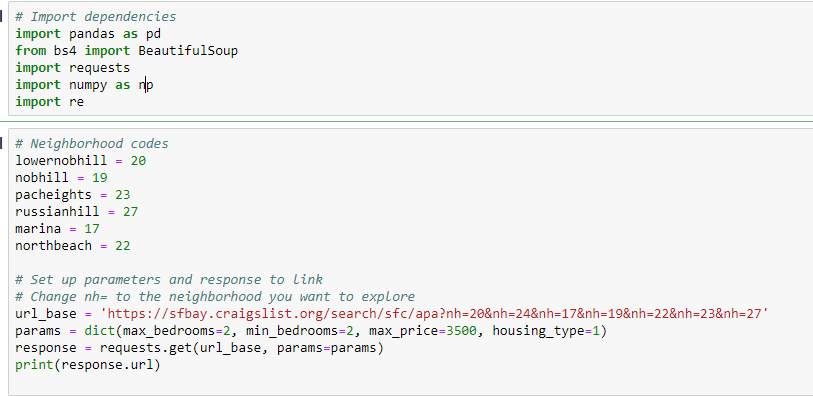 # Import dependencies
import pandas as pd
from bs4 import BeautifulSoup
import requests
import numpy as np
import re
# Neighborhood codes
lowernobhill = 20
nobhill = 19
pacheights = 23
russianhill = 27
marina = 17
northbeach = 22
# Set up parameters and response to link
# Change nh= to the neighborhood you want to explore
url_base = 'https://sfbay.craigslist.org/search/sfc/apa?nh=20&nh=24&nh=17&nh=19&nh=22&nh=23&nh=27'
params = dict(max_bedrooms=2, min_bedrooms=2, max_price=3500, housing_type=1)
response = requests.get(url_base, params=params)
print(response.url)